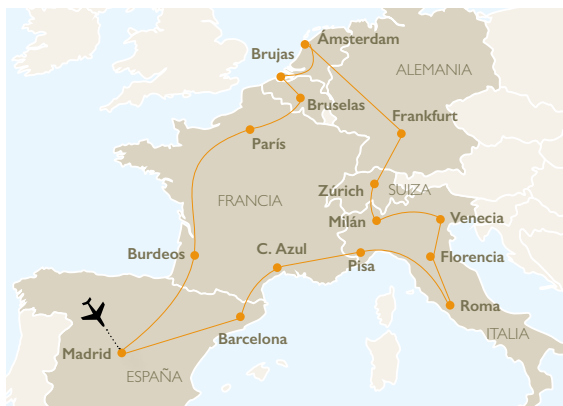 Ámsterdam
Brujas
ALEMANIA
Bruselas
Frankfurt
París
Zúrich
SUIZA
FRANCIA
Milán
Venecia
C. Azul
Burdeos
Pisa
Florencia
Roma
Barcelona
ITALIA
Madrid
ESPAÑA